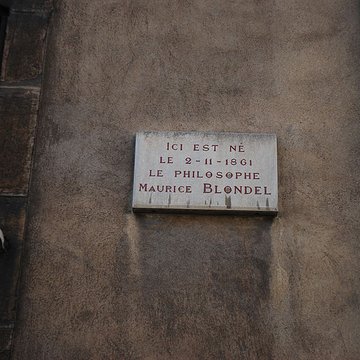 Ici est né
le 2-11-1861
le philosophe
Maurice Blondel